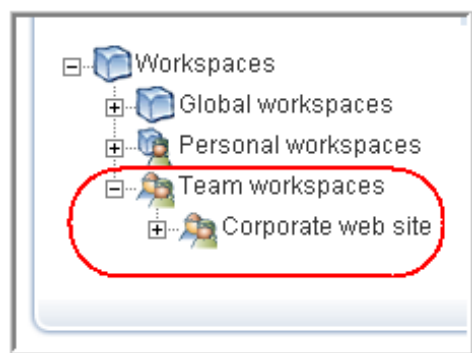 Workspaces
Global workspaces
Personal workspaces
Team workspaces
Corporate web site